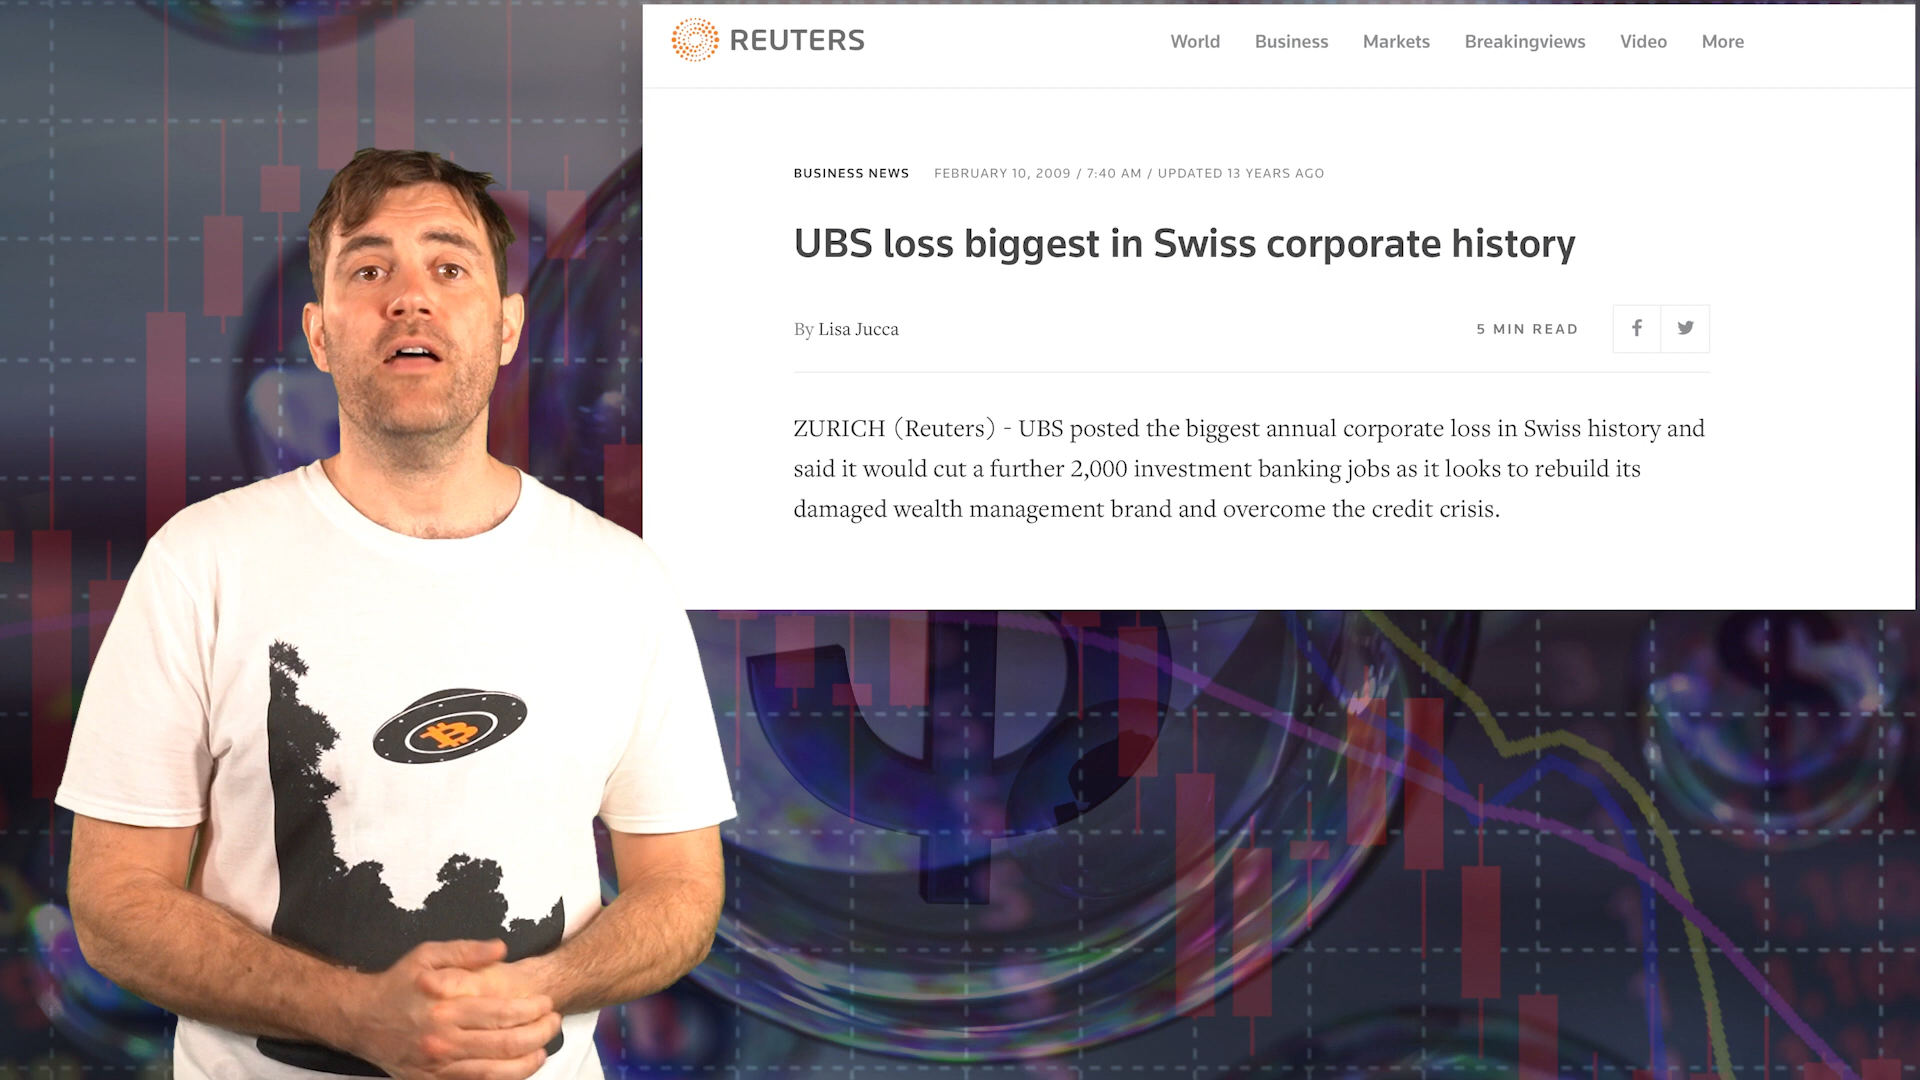 REUTERS
World Business Markets Breakingviews Video More
BUSINESS NEWS FEBRUARY 10, 2009 / 7:40 AM / UPDATED 13 YEARS AGO
UBS loss biggest in Swiss corporate history
By Lisa Jucca
5 MIN READ
ZURICH (Reuters) - UBS posted the biggest annual corporate loss in Swiss history and
said it would cut a further 2,000 investment banking jobs as it looks to rebuild its
damaged wealth management brand and overcome the credit crisis.